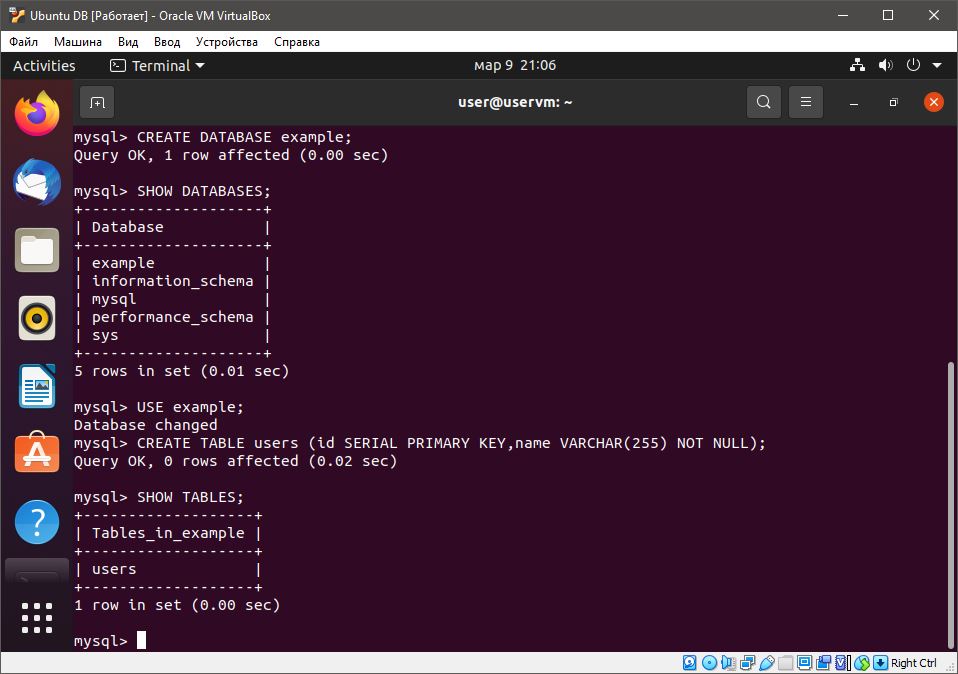 Ubuntu DB [Работает] - Oracle VM VirtualBox
Файл Машина Вид Ввод Устройства Справка
Activities Terminal мар 9 21:06
user@uservm: ~
mysql> CREATE DATABASE example;
Query OK, 1 row affected (0.00 sec)
mysql> SHOW DATABASES;
+--------------------+
| Database           |
+--------------------+
| example            |
| information_schema |
| mysql              |
| performance_schema |
| sys                |
+--------------------+
5 rows in set (0.01 sec)
mysql> USE example;
Database changed
mysql> CREATE TABLE users (id SERIAL PRIMARY KEY,name VARCHAR(255) NOT NULL);
Query OK, 0 rows affected (0.02 sec)
mysql> SHOW TABLES;
+-------------------+
| Tables_in_example |
+-------------------+
| users             |
+-------------------+
1 row in set (0.00 sec)
mysql>
Right Ctrl